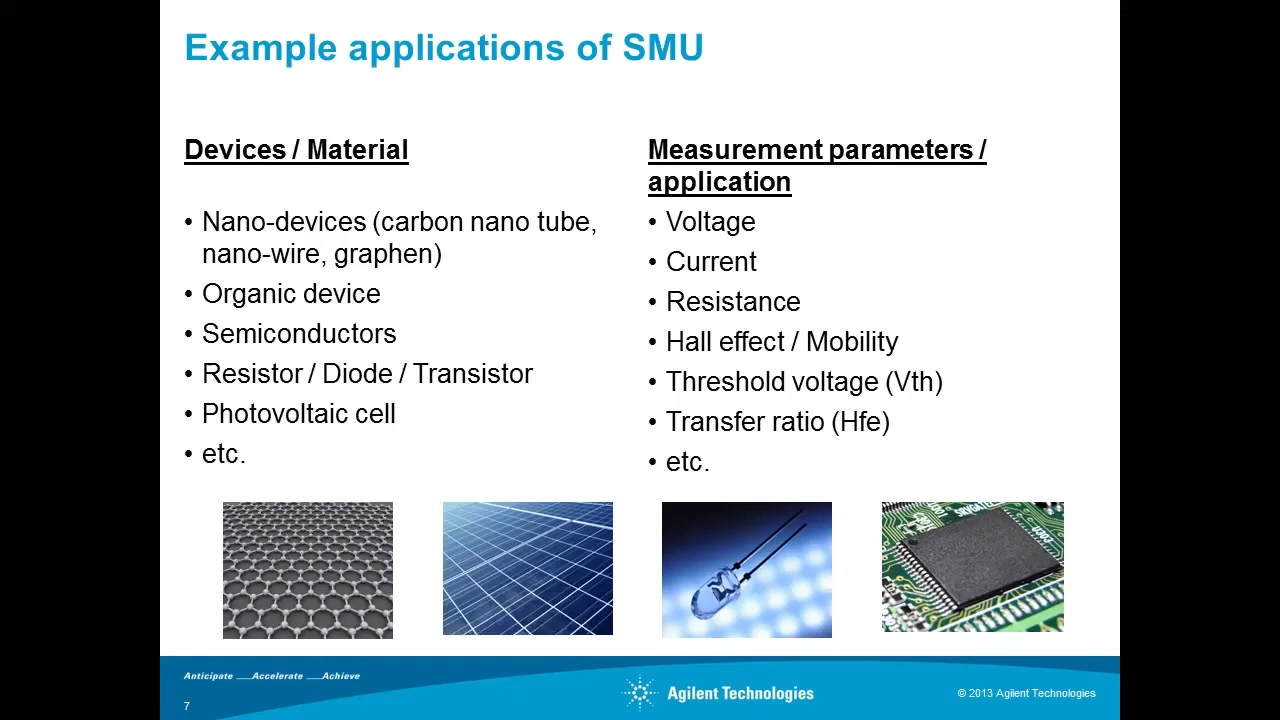 Example applications of SMU
Devices / Material
• Nano-devices (carbon nano tube,
nano-wire, graphen)
• Organic device
• Semiconductors
• Resistor / Diode / Transistor
• Photovoltaic cell
• etc.
Measurement parameters /
application
• Voltage
• Current
• Resistance
• Hall effect / Mobility
• Threshold voltage (Vth)
• Transfer ratio (Hfe)
• etc.
Anticipate ___Accelerate ___Achieve
7
Agilent Technologies
© 2013 Agilent Technologies